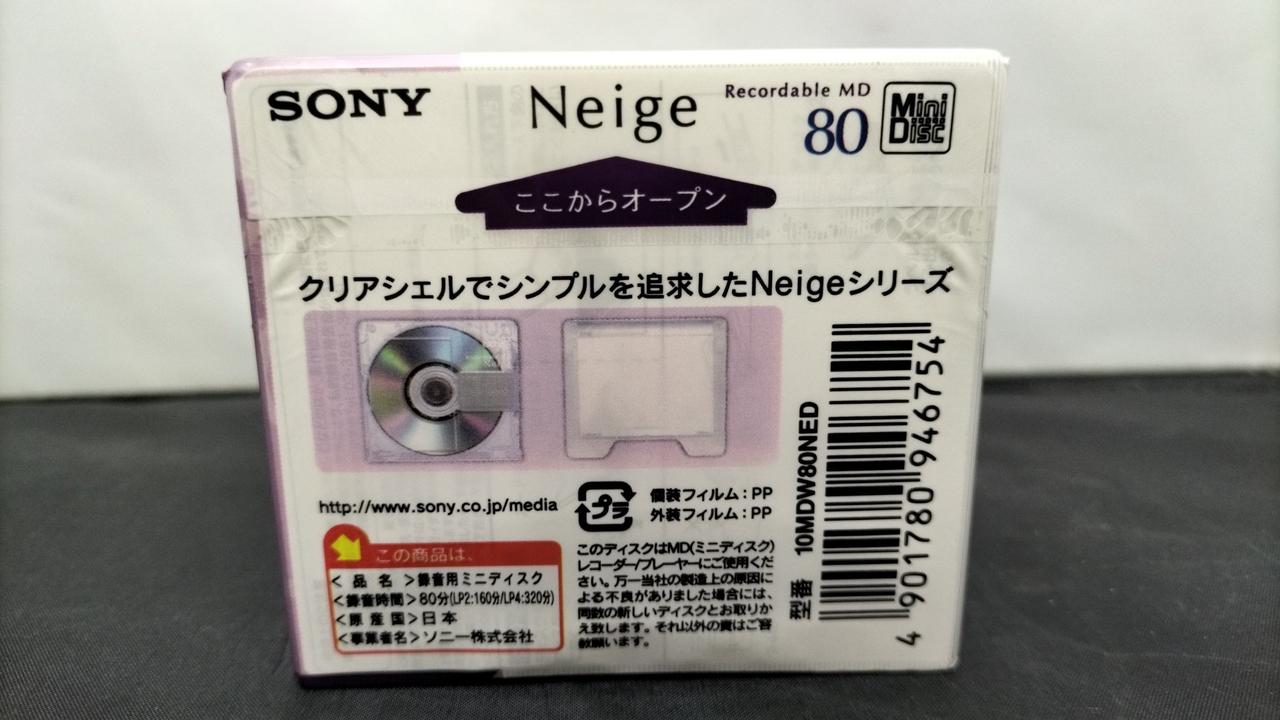 SONY
Neige
Recordable MD
80
Mini Disc
ここからオープン
クリアシェルでシンプルを追求したNeigeシリーズ
http://www.sony.co.jp/media
プラ
個装フィルム：PP
外装フィルム：PP
この商品は、
<品名>録音用ミニディスク
<録音時間>80分(LP2:160分/LP4:320分)
<原産国>日本
<事業者名>ソニー株式会社
このディスクはMD(ミニディスク)
レコーダー/プレーヤーにご使用くだ
さい。万一当社の製造上の原因に
よる不良がありました場合には、
同数の新しいディスクとお取りか
え致します。それ以外の責はご容
赦願います。
型番 10MDW80NED
4 901780 946754